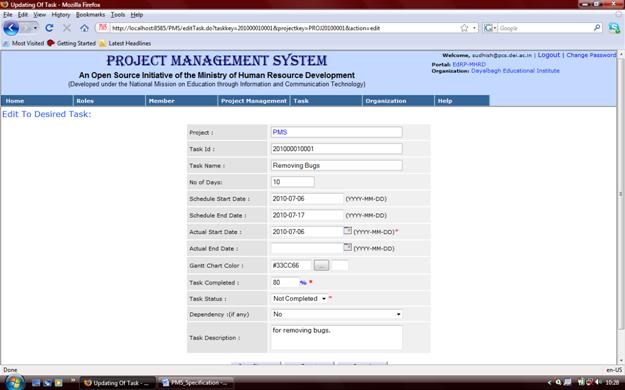 Updating Of Task - Mozilla Firefox
File Edit View History Bookmarks Tools Help
http://localhost:8585/PMS/editTask.do?taskkey=201000010001&projectkey=PROJ20100001&action=edit
Google
Most Visited Getting Started Latest Headlines
PROJECT MANAGEMENT SYSTEM
An Open Source Initiative of the Ministry of Human Resource Development
(Developed under the National Mission on Education through Information and Communication Technology)
Welcome, sudhish@pcs.dei.ac.in | Logout | Change Password
Portal: EdRP-MHRD
Organization: Dayalbagh Educational Institute
Home Roles Member Project Management Task Organization Help
Edit To Desired Task:
Project : PMS
Task Id : 201000010001
Task Name : Removing Bugs
No of Days: 10
Schedule Start Date : 2010-07-06 (YYYY-MM-DD)
Schedule End Date : 2010-07-17 (YYYY-MM-DD)
Actual Start Date : 2010-07-06 (YYYY-MM-DD)*
Actual End Date : (YYYY-MM-DD)
Gantt Chart Color : #33CC66 ...
Task Completed : 80 % *
Task Status : Not Completed *
Dependency :(if any) No
Task Description : for removing bugs.
Done
en-US
Updating Of Task - ... PMS_Specification - ... 10:28